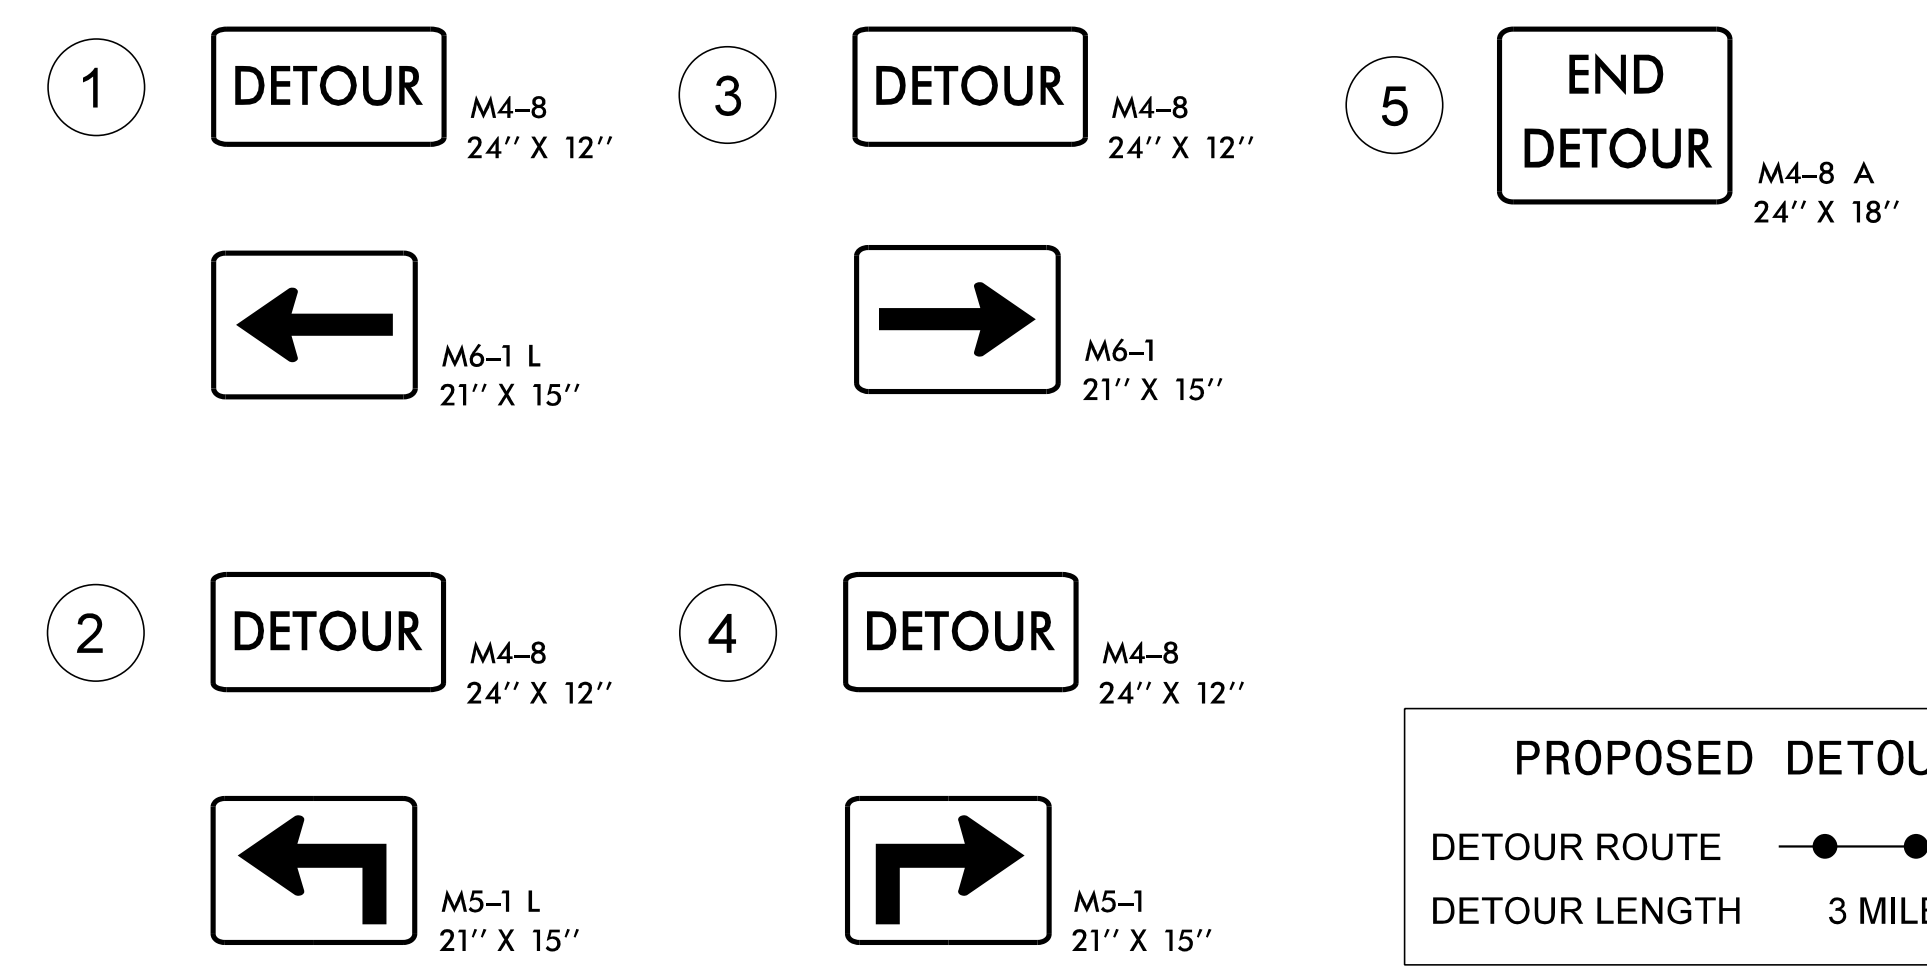 1
DETOUR
M4–8
24'' X 12''
M6–1 L
21'' X 15''
3
DETOUR
M4–8
24'' X 12''
M6–1
21'' X 15''
5
END
DETOUR
M4–8 A
24'' X 18''
2
DETOUR
M4–8
24'' X 12''
M5–1 L
21'' X 15''
4
DETOUR
M4–8
24'' X 12''
M5–1
21'' X 15''
PROPOSED
DETOUR ROUTE
DETOUR LENGTH 3